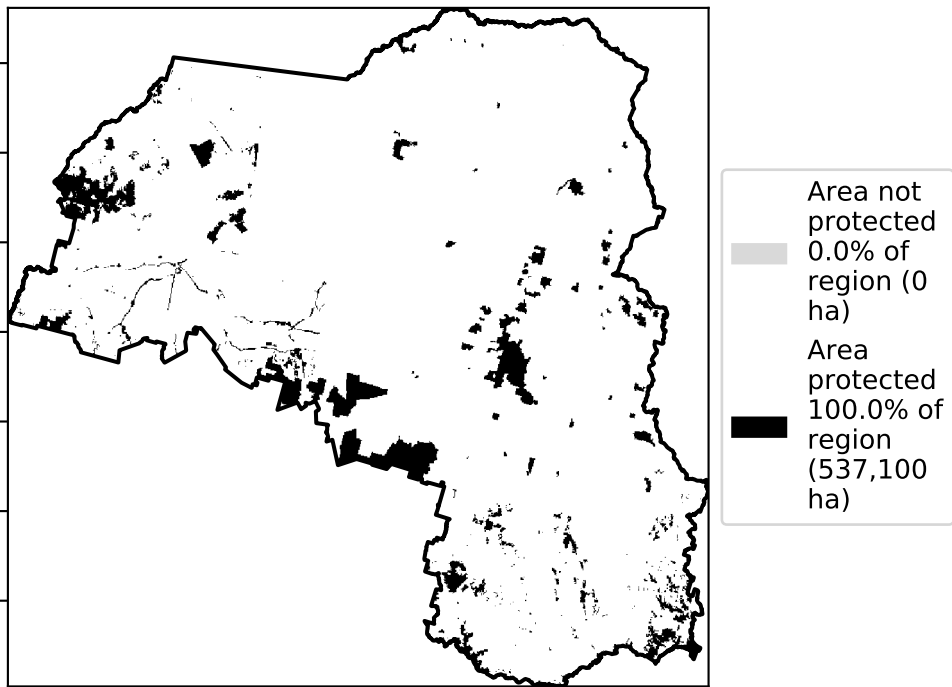 Area not
protected
0.0% of
region (0
ha)
Area
protected
100.0% of
region
(537,100
ha)